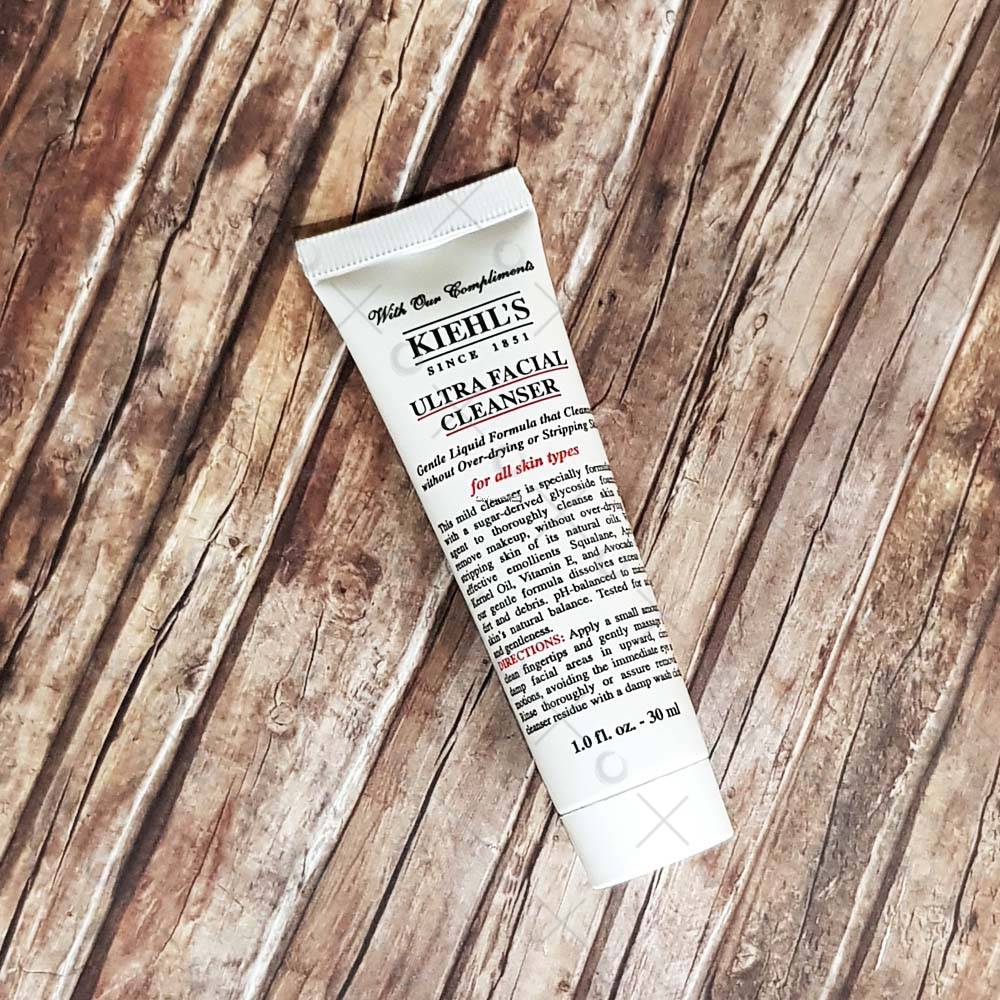 With Our Compliments
KIEHL'S
SINCE 1851
ULTRA FACIAL
CLEANSER
Gentle Liquid Formula that
without Over-drying or Stripping
for all skin types
This mild cleanser is specially
with a sugar-derived glycoside
agent to thoroughly cleanse skin
remove makeup, without over-drying
stripping skin of its natural oils.
effective emollients Squalane,
Kernel Oil, Vitamin E, and Avocado
our gentle formula dissolves excess
dirt and debris. pH-balanced to
skin's natural balance. Tested for
and gentleness.
DIRECTIONS: Apply a small
clean fingertips and gently massage
damp facial areas in upward,
motions, avoiding the immediate eye
Rinse thoroughly or assure
cleanser residue with a damp wash
1.0 fl. oz. - 30 ml